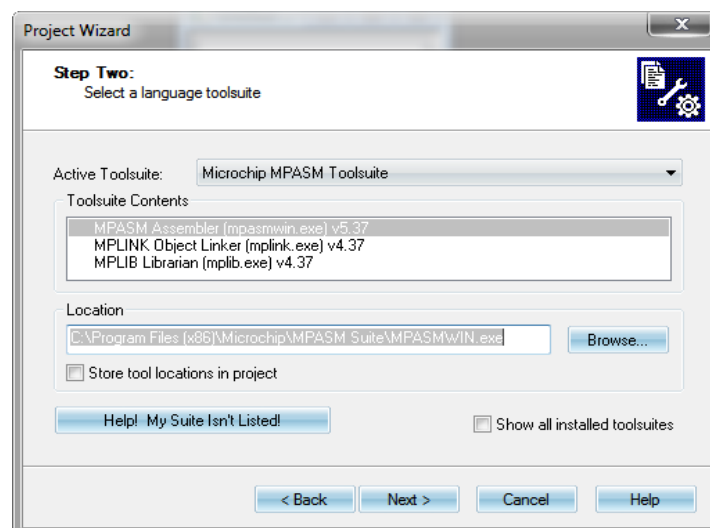 Project Wizard
Step Two:
Select a language toolsuite
Active Toolsuite: Microchip MPASM Toolsuite
Toolsuite Contents
MPASM Assembler (mpasmwin.exe) v5.37
MPLINK Object Linker (mplink.exe) v4.37
MPLIB Librarian (mplib.exe) v4.37
Location
C:\Program Files (x86)\Microchip\MPASM Suite\MPASMWIN.exe Browse...
Store tool locations in project
Help! My Suite Isn't Listed! Show all installed toolsuites
< Back Next > Cancel Help